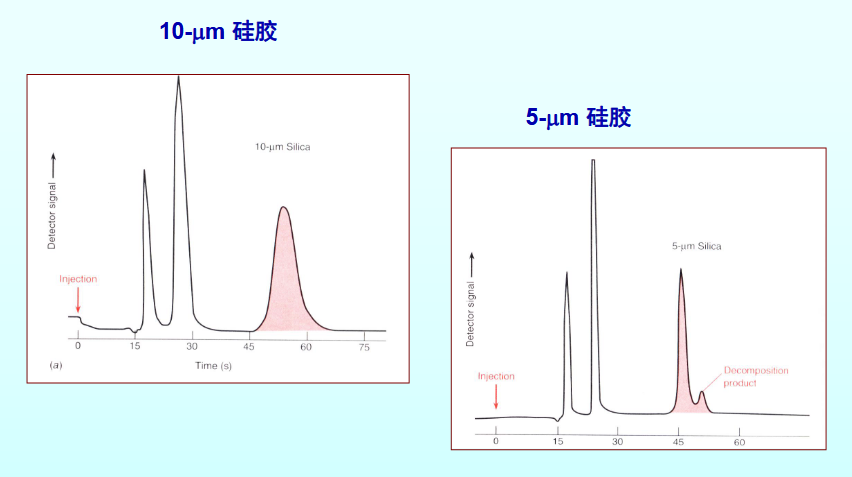 10-μm 硅胶
10-μm Silica
Detector signal
Injection
0 15 30 45 60 75
(a)
Time (s)
5-μm 硅胶
5-μm Silica
Detector signal
Injection
Decomposition
product
0 15 30 45 60